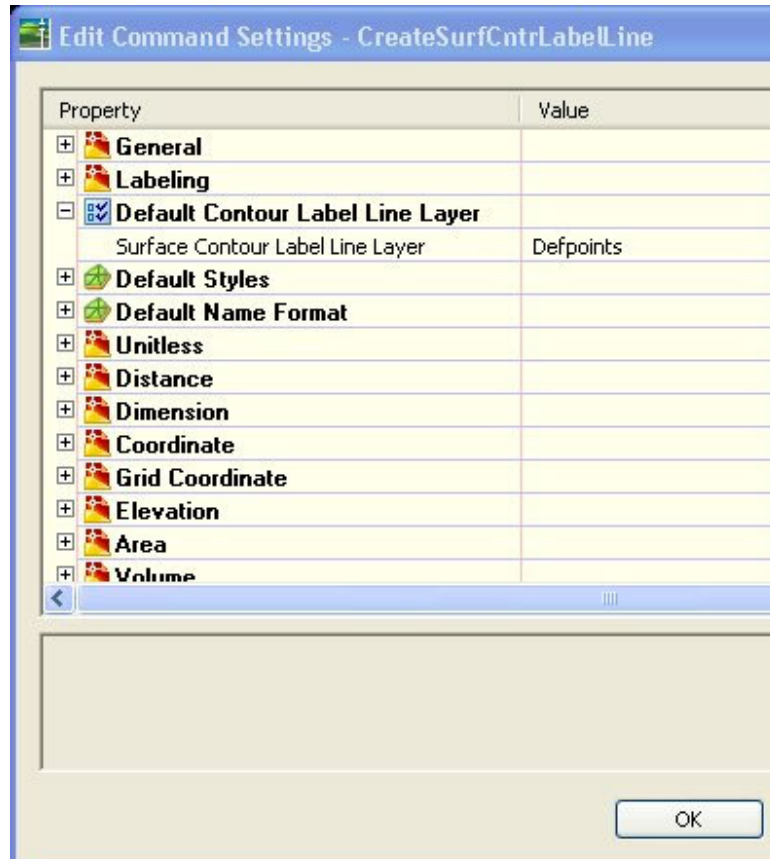 Edit Command Settings - CreateSurfCntrLabelLine
Property Value
General
Labeling
Default Contour Label Line Layer
Surface Contour Label Line Layer Defpoints
Default Styles
Default Name Format
Unitless
Distance
Dimension
Coordinate
Grid Coordinate
Elevation
Area
Volume
OK